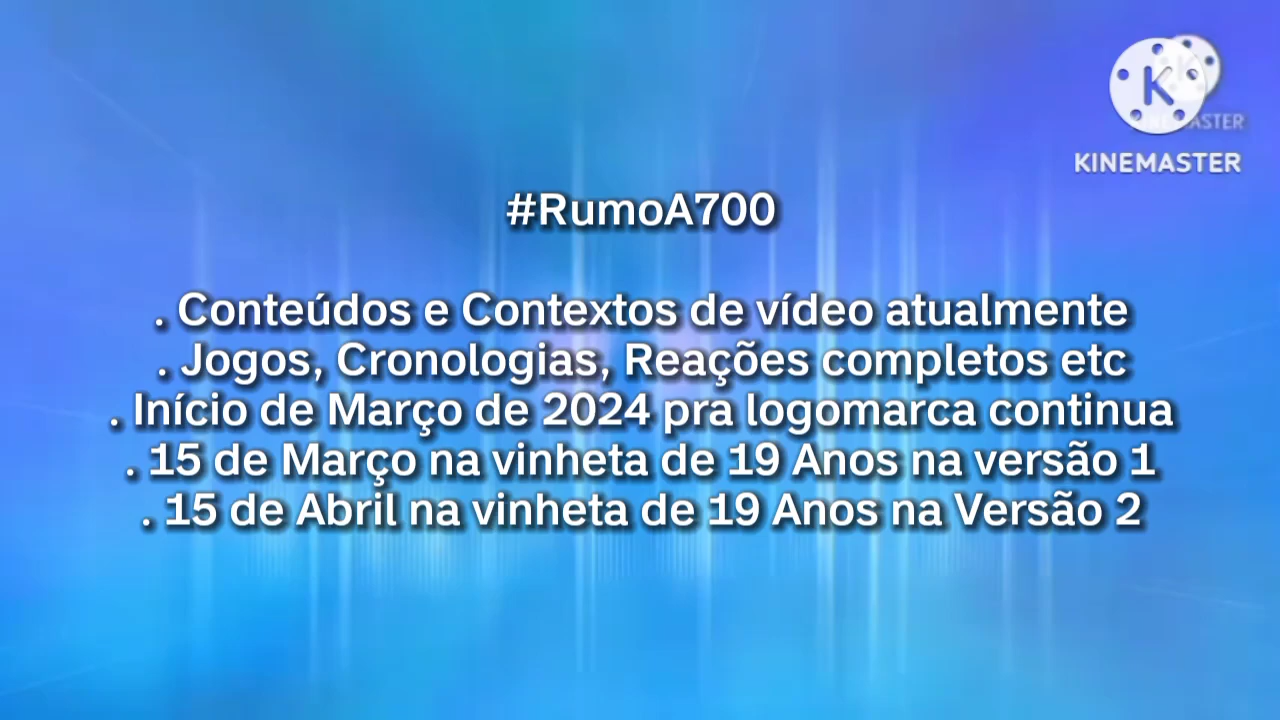 K
ASTER
KINEMASTER
#RumoA700
. Conteúdos e Contextos de vídeo atualmente
. Jogos, Cronologias, Reações completos etc
. Início de Março de 2024 pra logomarca continua
. 15 de Março na vinheta de 19 Anos na versão 1
. 15 de Abril na vinheta de 19 Anos na Versão 2